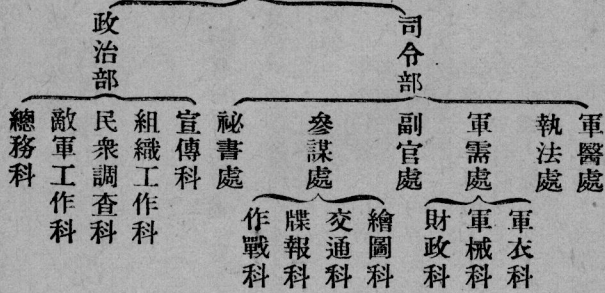 司令部
政治部
軍醫處
執法處
軍需處
副官處
參謀處
祕書處
宣傳科
組織工作科
民衆調查科
敵軍工作科
總務科
軍衣科
軍械科
財政科
繪圖科
交通科
牒報科
作戰科